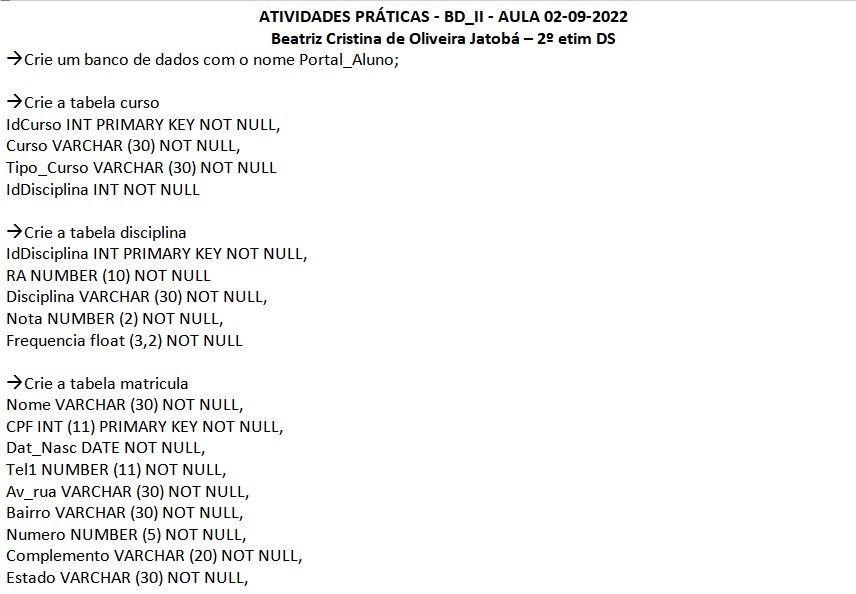 ATIVIDADES PRÁTICAS - BD_II - AULA 02-09-2022
Beatriz Cristina de Oliveira Jatobá – 2º etim DS
→Crie um banco de dados com o nome Portal_Aluno;
→Crie a tabela curso
IdCurso INT PRIMARY KEY NOT NULL,
Curso VARCHAR (30) NOT NULL,
Tipo_Curso VARCHAR (30) NOT NULL
IdDisciplina INT NOT NULL
→Crie a tabela disciplina
IdDisciplina INT PRIMARY KEY NOT NULL,
RA NUMBER (10) NOT NULL
Disciplina VARCHAR (30) NOT NULL,
Nota NUMBER (2) NOT NULL,
Frequencia float (3,2) NOT NULL
→Crie a tabela matricula
Nome VARCHAR (30) NOT NULL,
CPF INT (11) PRIMARY KEY NOT NULL,
Dat_Nasc DATE NOT NULL,
Tel1 NUMBER (11) NOT NULL,
Av_rua VARCHAR (30) NOT NULL,
Bairro VARCHAR (30) NOT NULL,
Numero NUMBER (5) NOT NULL,
Complemento VARCHAR (20) NOT NULL,
Estado VARCHAR (30) NOT NULL,